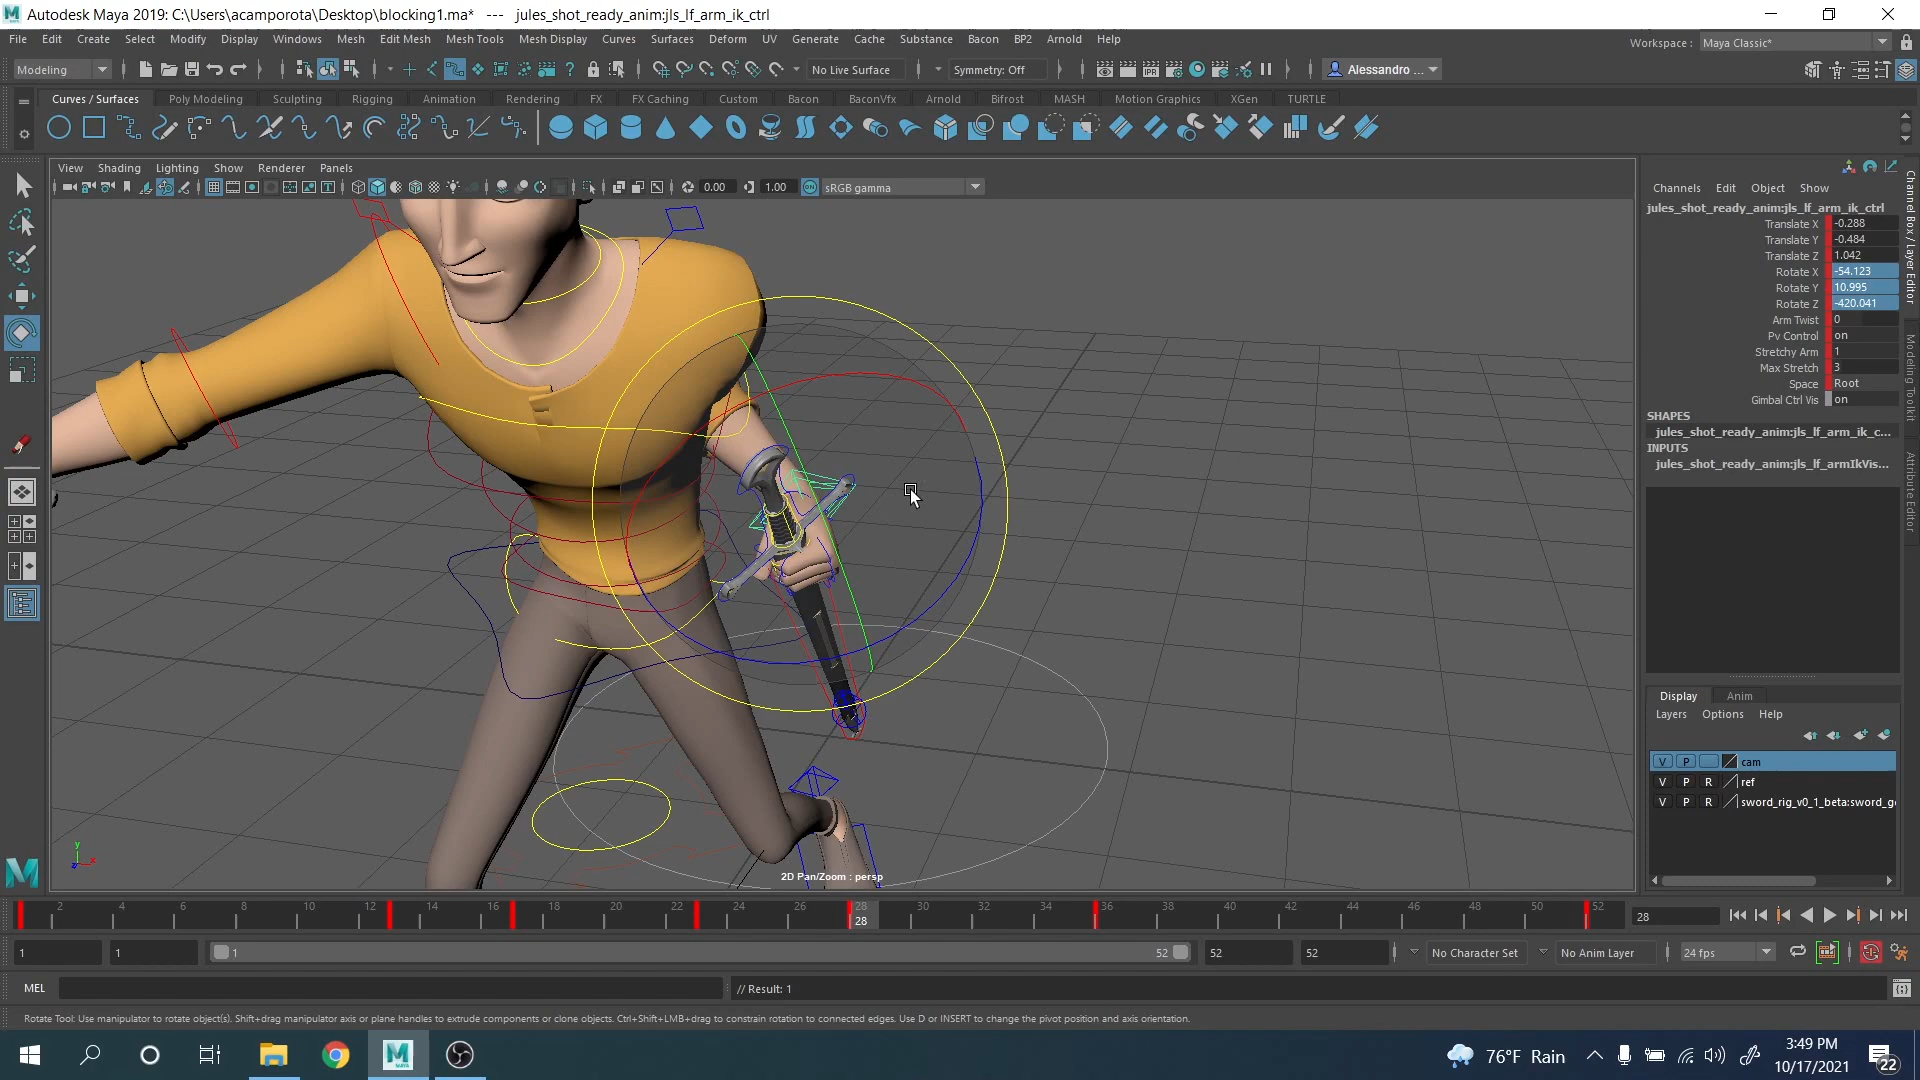 Autodesk Maya 2019: C:\Users\acamporota\Desktop\blocking1.ma*   ---   jules_shot_ready_anim:jls_lf_arm_ik_ctrl
File Edit Create Select Modify Display Windows Mesh Edit Mesh Mesh Tools Mesh Display Curves Surfaces Deform UV Generate Cache Substance Bacon BP2 Arnold Help
Workspace : Maya Classic*
Modeling No Live Surface Symmetry: Off IPR Alessandro ...
Curves / Surfaces Poly Modeling Sculpting Rigging Animation Rendering FX FX Caching Custom Bacon BaconVfx Arnold Bifrost MASH Motion Graphics XGen TURTLE
View Shading Lighting Show Renderer Panels
0.00 1.00 ON sRGB gamma
2D Pan/Zoom : persp
y
x
z
Channels Edit Object Show
jules_shot_ready_anim:jls_lf_arm_ik_ctrl
Translate X -0.288
Translate Y -0.484
Translate Z 1.042
Rotate X -54.123
Rotate Y 10.995
Rotate Z -420.041
Arm Twist 0
Pv Control on
Stretchy Arm 1
Max Stretch 3
Space Root
Gimbal Ctrl Vis on
SHAPES
jules_shot_ready_anim:jls_lf_arm_ik_c...
INPUTS
jules_shot_ready_anim:jls_lf_armIkVis...
Channel Box / Layer Editor
Modeling Toolkit
Attribute Editor
Display Anim
Layers Options Help
V P cam
V P R ref
V P R sword_rig_v0_1_beta:sword_g
2 4 6 8 10 12 14 16 18 20 22 24 26 28 30 32 34 36 38 40 42 44 46 48 50 52
28
28
1 1 1 52 52 52 No Character Set No Anim Layer 24 fps
MEL // Result: 1
Rotate Tool: Use manipulator to rotate object(s). Shift+drag manipulator axis or plane handles to extrude components or clone objects. Ctrl+Shift+LMB+drag to constrain rotation to connected edges. Use D or INSERT to change the pivot position and axis orientation.
76°F Rain
3:49 PM
10/17/2021
22